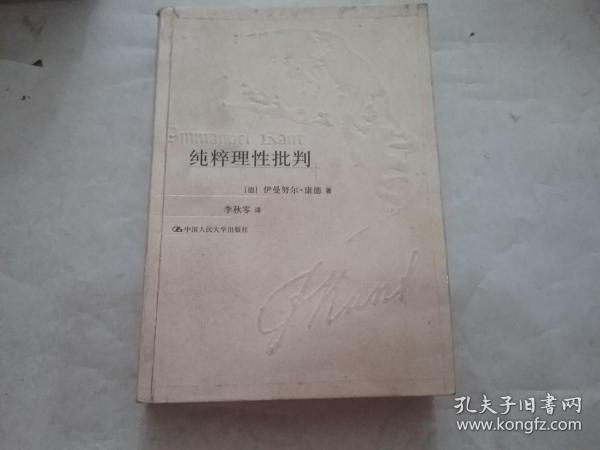 Immanuel Kant
纯粹理性批判
[德] 伊曼努尔·康德 著
李秋零 译
中国人民大学出版社
I Kant
孔夫子旧书网
www.kongfz.com